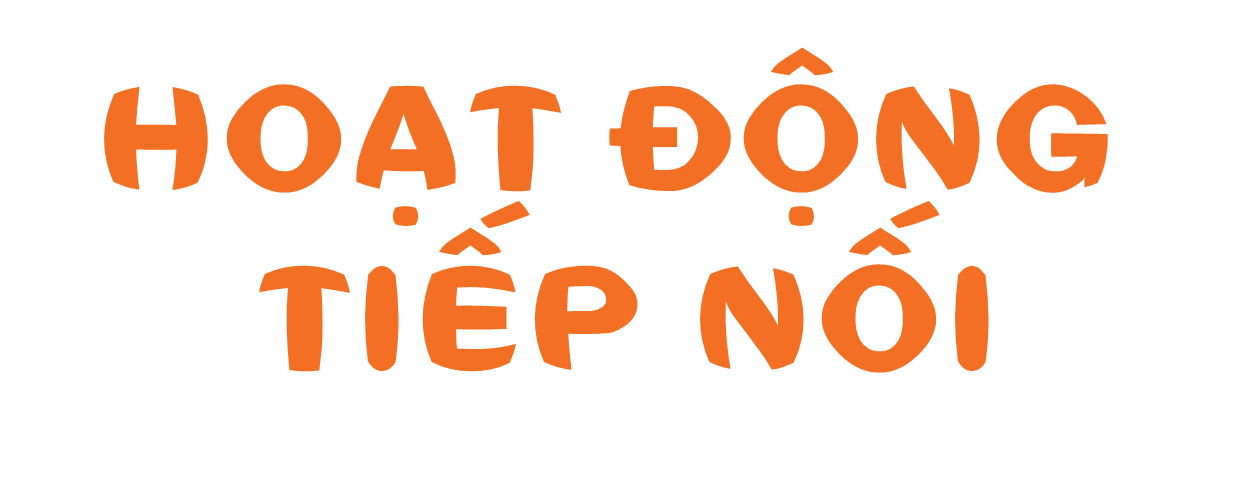 HOẠT ĐỘNG
TIẾP NỐI